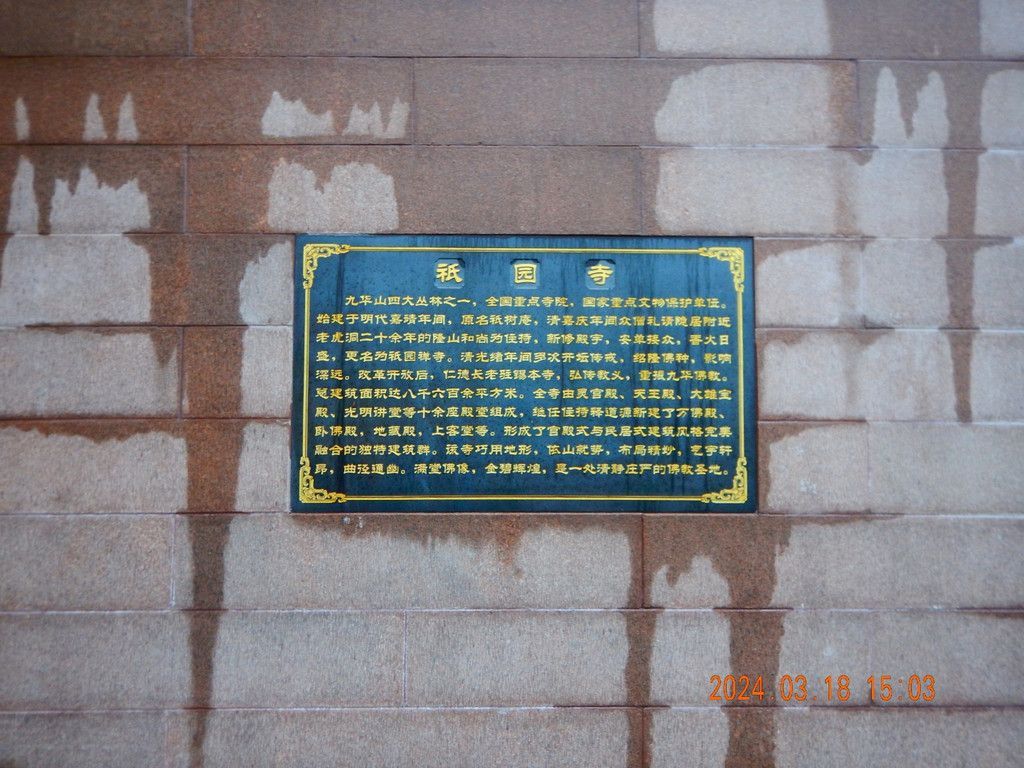 祇园寺
九华山四大丛林之一，全国重点寺院，国家重点文物保护单位。
始建于明代嘉靖年间，原名祇树庵，清嘉庆年间众僧礼请隐居附近
老虎洞二十余年的隆山和尚为住持，新修殿宇，安单接众，香火日
盛，更名为祇园禅寺。清光绪年间多次开坛传戒，绍隆佛种，影响
深远。改革开放后，仁德长老驻锡本寺，弘传教义，重振九华佛教。
总建筑面积达八千六百余平方米。全寺由灵官殿、天王殿、大雄宝
殿、光明讲堂等十余座殿堂组成，继任住持释道源新建了万佛殿、
卧佛殿，地藏殿，上客堂等。形成了宫殿式与民居式建筑风格完美
融合的独特建筑群。该寺巧用地形，依山就势，布局精妙，艺宇轩
昂，曲径通幽。满堂佛像，金碧辉煌，是一处清静庄严的佛教圣地。
2024.03.18 15:03